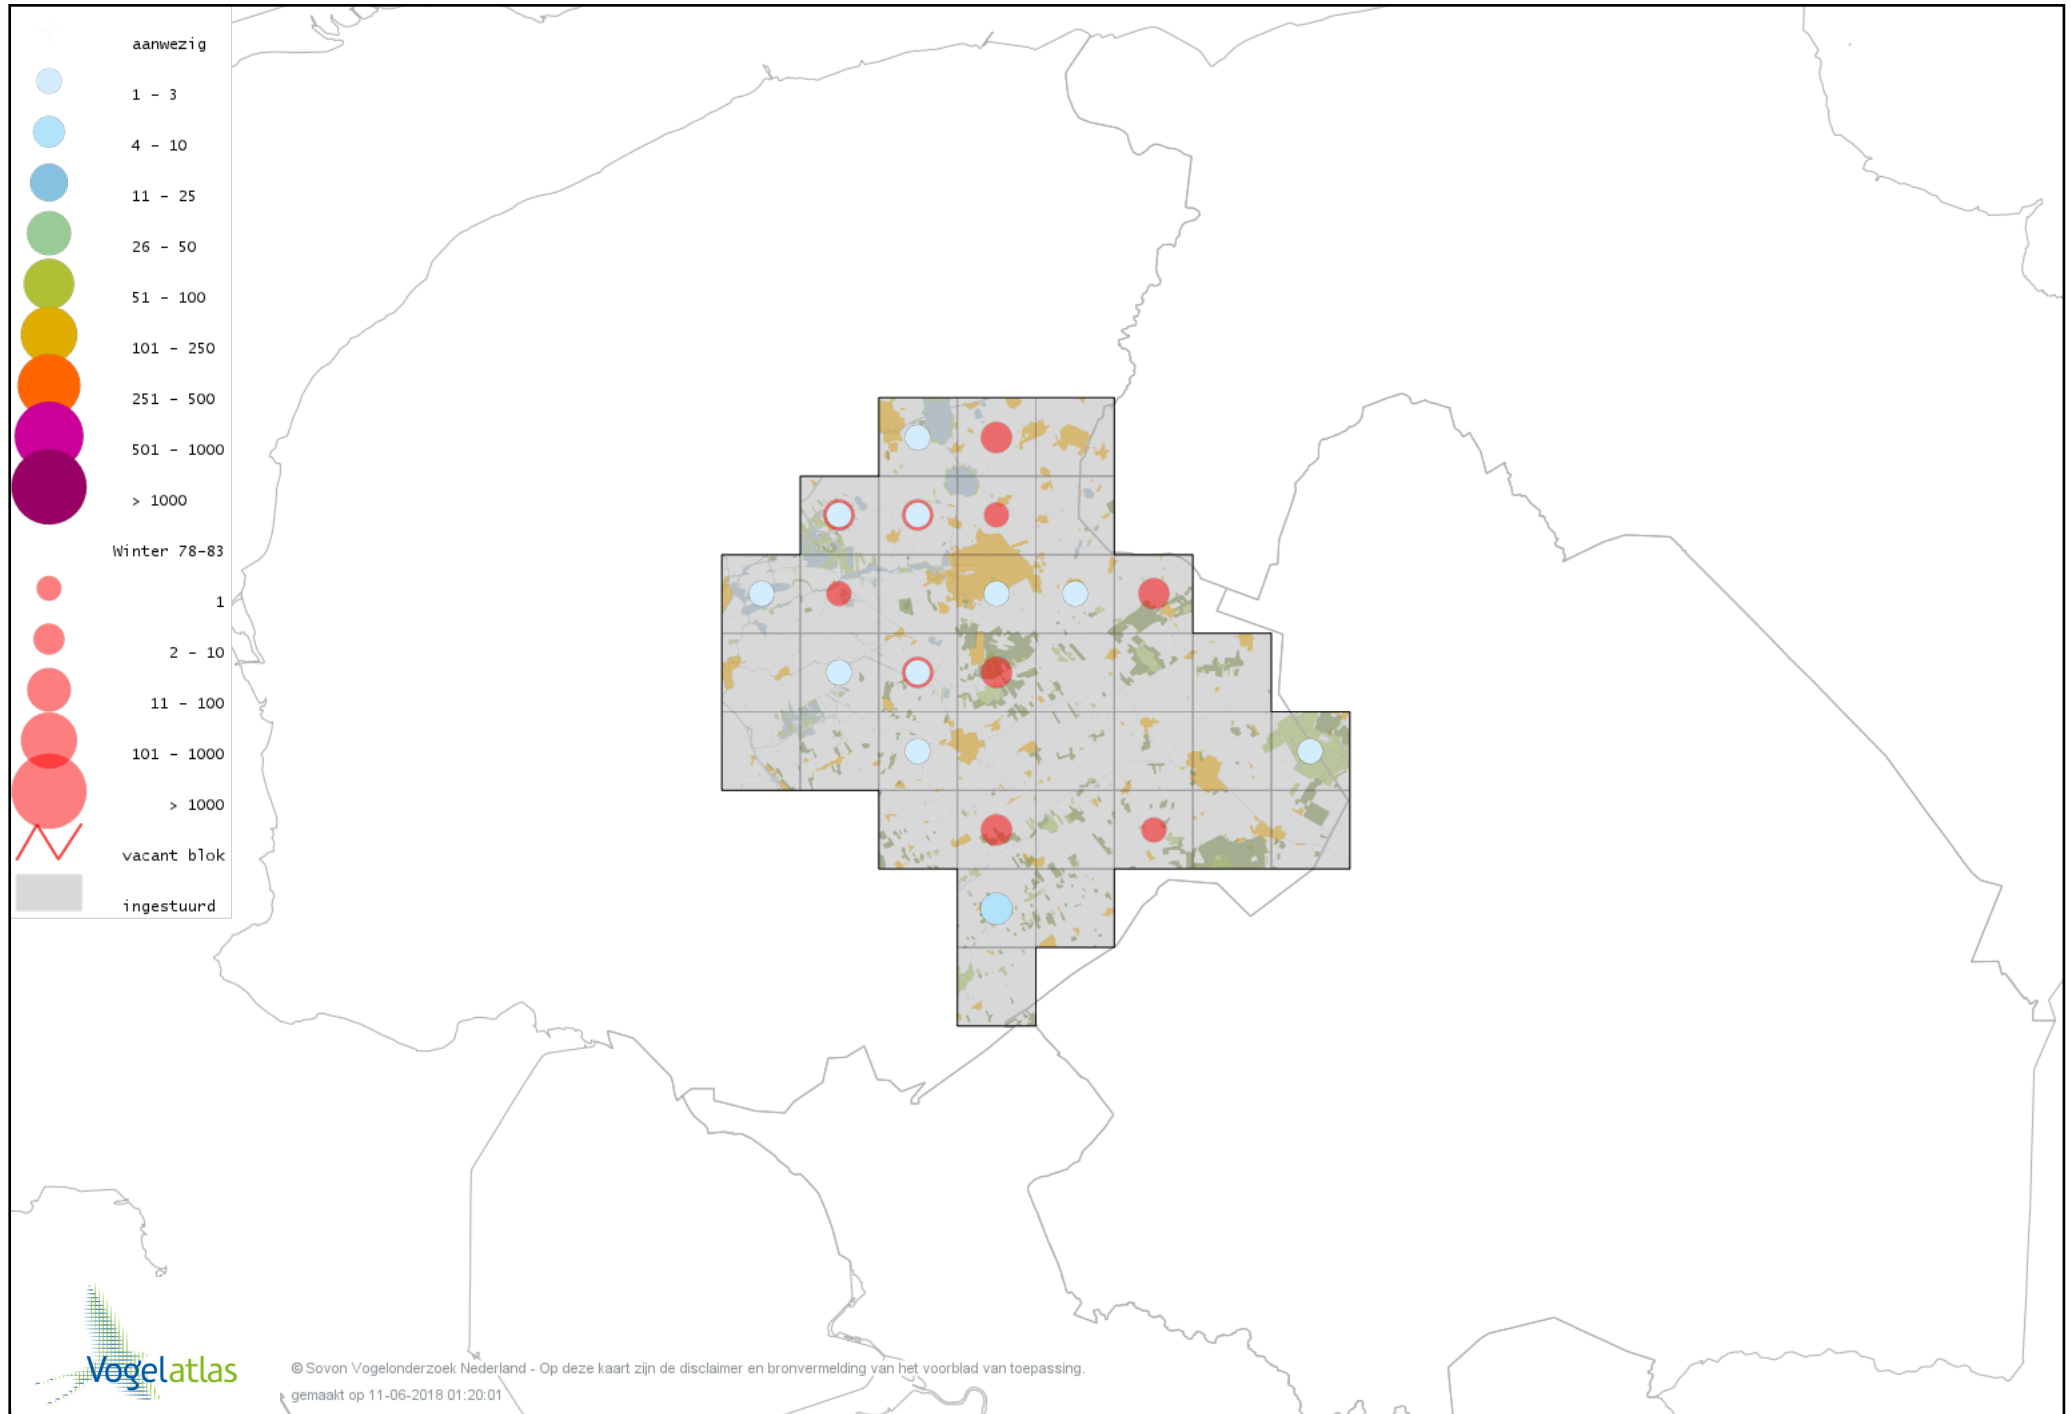 aanwezig
1 - 3
4 - 10
11 - 25
26 - 50
51 - 100
101 - 250
251 - 500
501 - 1000
> 1000
Winter 78-83
1
2 - 10
11 - 100
101 - 1000
> 1000
vacant blok
ingestuurd
Vogelatlas
© Sovon Vogelonderzoek Nederland - Op deze kaart zijn de disclaimer en bronvermelding van het voorblad van toepassing.
gemaakt op 11-06-2018 01:20:01